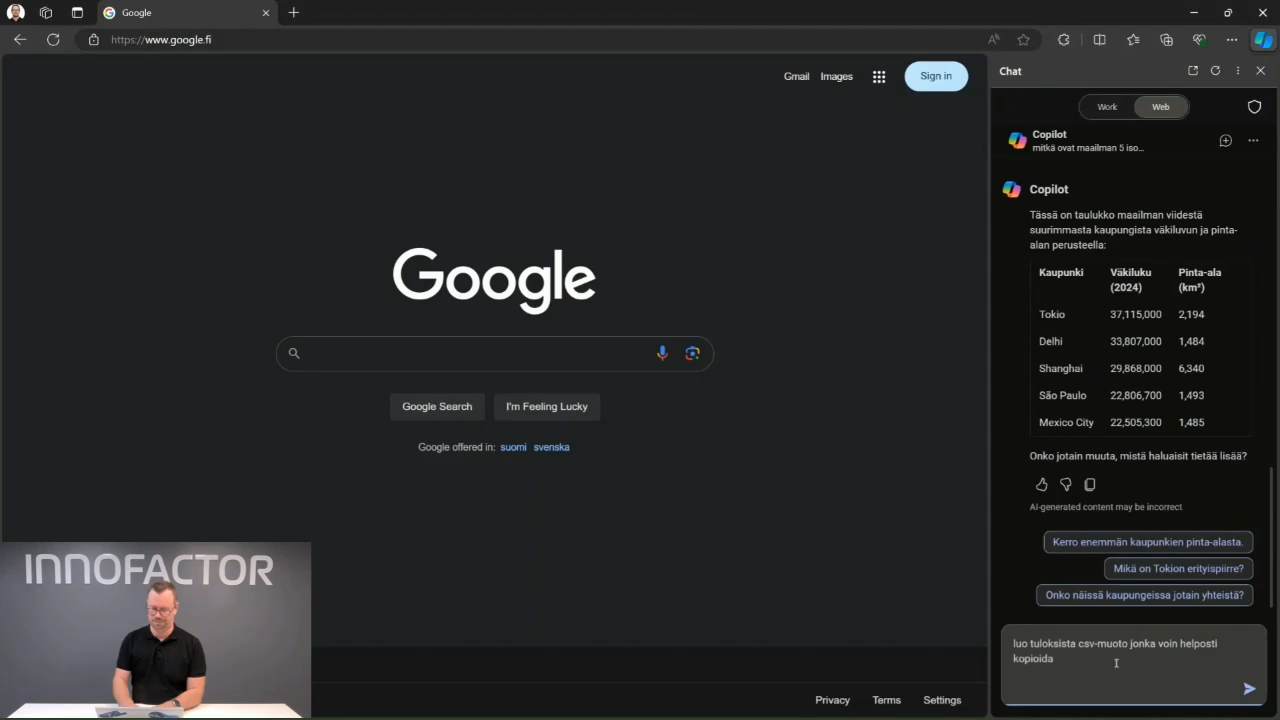 Google
https://www.google.fi
Gmail
Images
Sign in
Google
Google Search
I'm Feeling Lucky
Google offered in: suomi svenska
INNOFACTOR
Privacy
Terms
Settings
Chat
Work
Web
Copilot
mitkä ovat maailman 5 iso...
Copilot
Tässä on taulukko maailman viidestä
suurimmasta kaupungista väkiluvun ja pinta-
alan perusteella:
Kaupunki Väkiluku (2024) Pinta-ala (km²)
Tokio 37,115,000 2,194
Delhi 33,807,000 1,484
Shanghai 29,868,000 6,340
São Paulo 22,806,700 1,493
Mexico City 22,505,300 1,485
Onko jotain muuta, mistä haluaisit tietää lisää?
AI-generated content may be incorrect
Kerro enemmän kaupunkien pinta-alasta.
Mikä on Tokion erityispiirre?
Onko näissä kaupungeissa jotain yhteistä?
luo tuloksista csv-muoto jonka voin helposti
kopioida